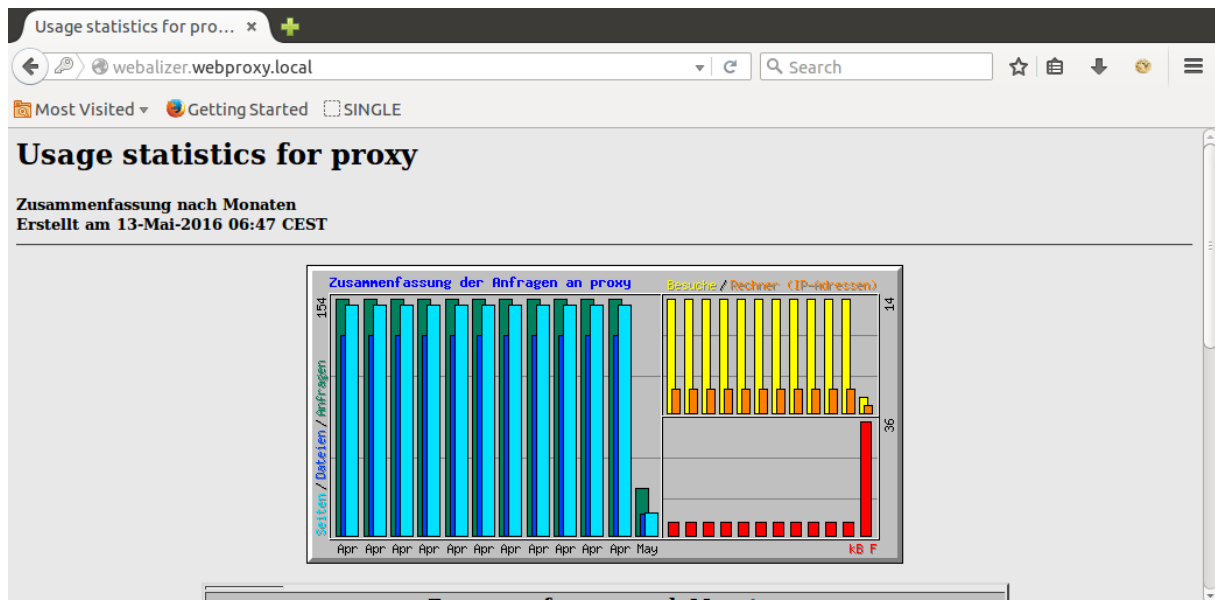 Usage statistics for pro...
webalizer.webproxy.local
Search
Most Visited
Getting Started
SINGLE
Usage statistics for proxy
Zusammenfassung nach Monaten
Erstellt am 13-Mai-2016 06:47 CEST
Zusammenfassung der Anfragen an proxy
Besuche / Rechner (IP-Adressen)
154
14
Seiten / Dateien / Anfragen
36
Apr Apr Apr Apr Apr Apr Apr Apr Apr Apr Apr May
kB F